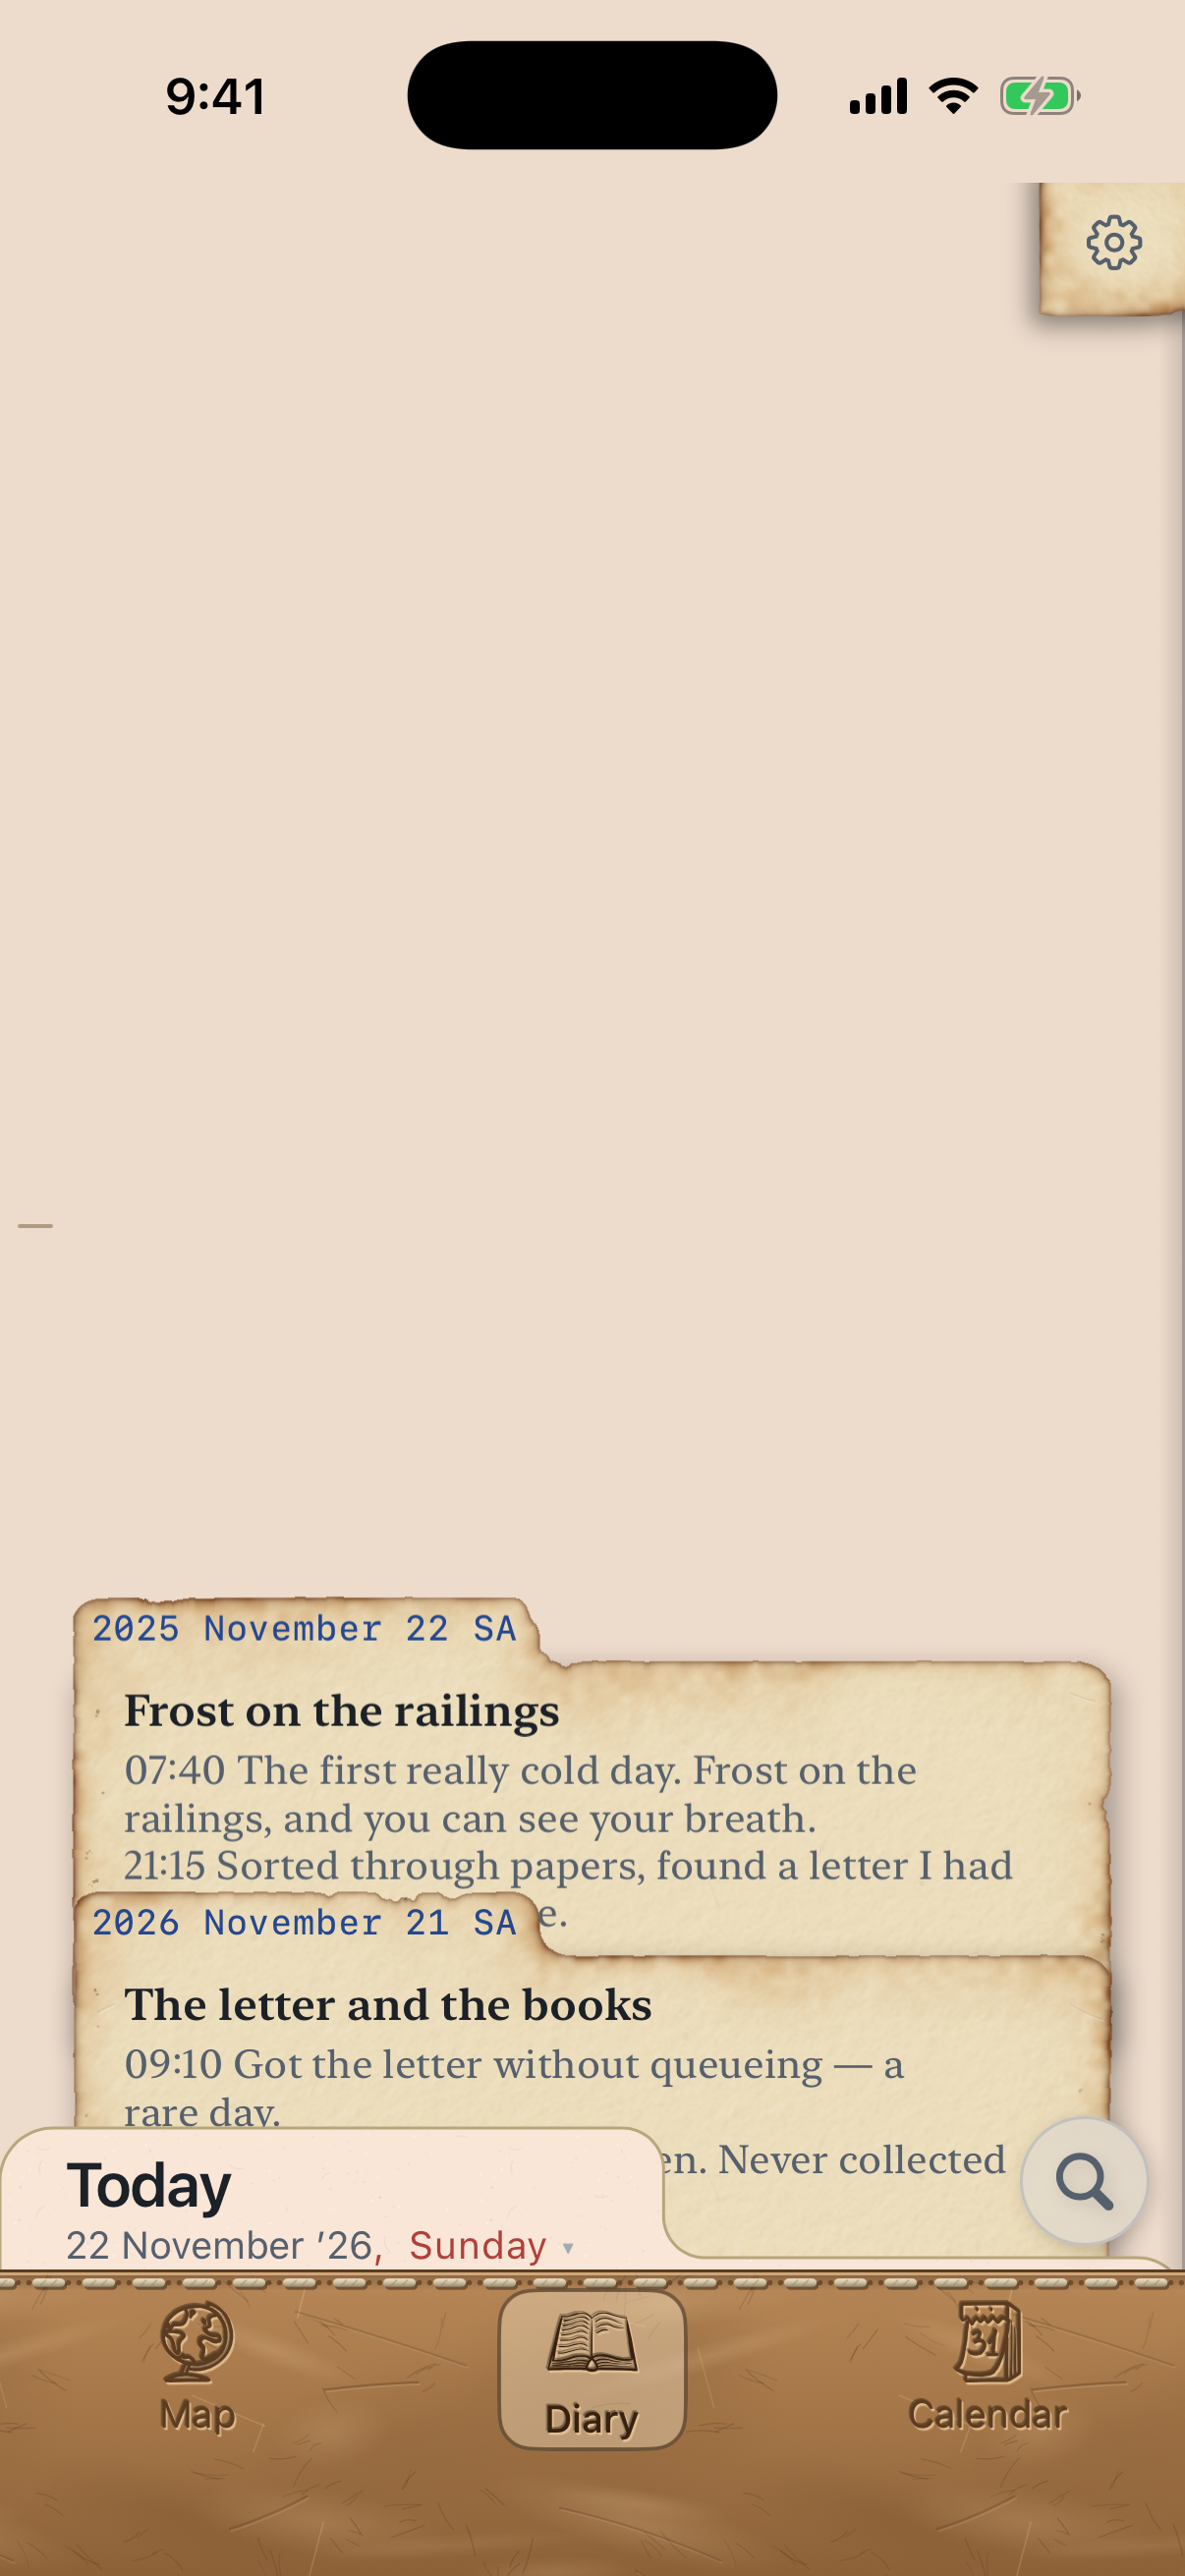 9:41
2025 November 22 SA
Frost on the railings
07:40 The first really cold day. Frost on the
railings, and you can see your breath.
21:15 Sorted through papers, found a letter I had
e.
2026 November 21 SA
The letter and the books
09:10 Got the letter without queueing — a
rare day.
en. Never collected
Today
22 November ’26, Sunday
31
Map
Diary
Calendar